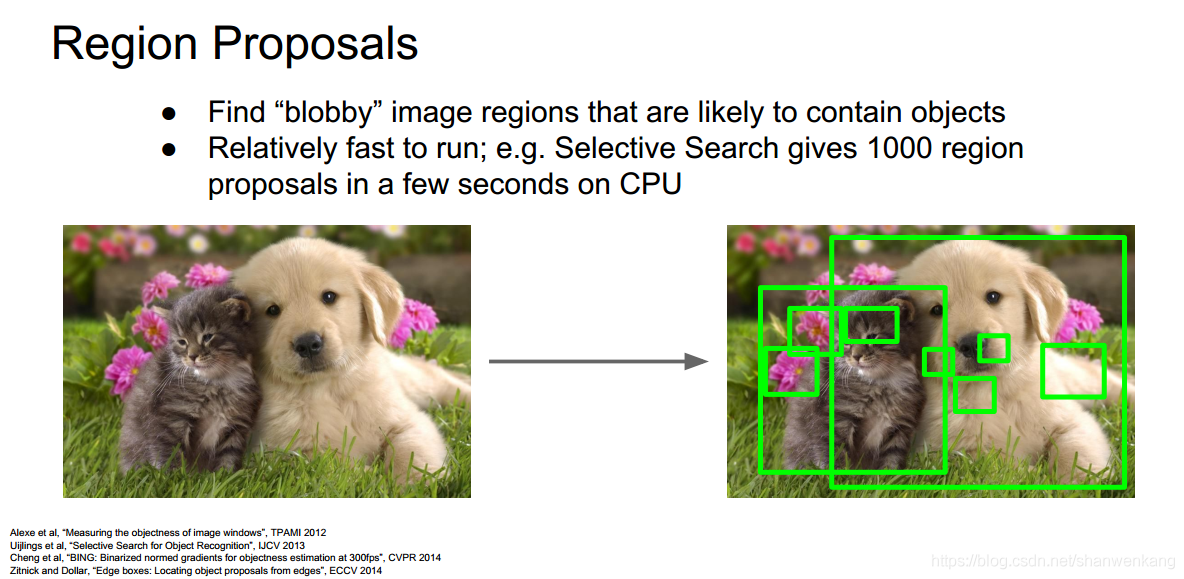 Region Proposals
● Find “blobby” image regions that are likely to contain objects
● Relatively fast to run; e.g. Selective Search gives 1000 region
proposals in a few seconds on CPU
Alexe et al, “Measuring the objectness of image windows”, TPAMI 2012
Uijlings et al, “Selective Search for Object Recognition”, IJCV 2013
Cheng et al, “BING: Binarized normed gradients for objectness estimation at 300fps”, CVPR 2014
Zitnick and Dollar, “Edge boxes: Locating object proposals from edges”, ECCV 2014
https://blog.csdn.net/shanwenkang